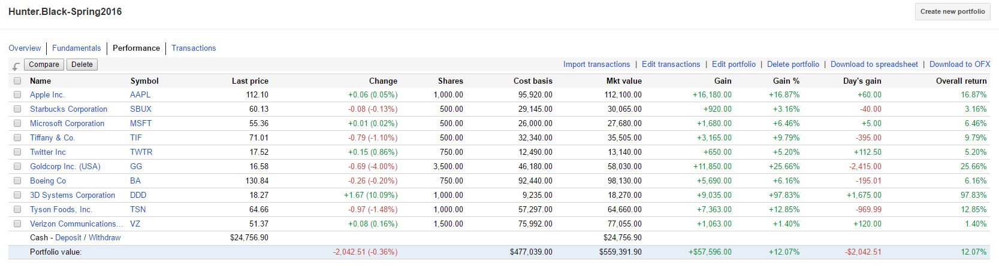 Hunter.Black-Spring2016
Create new portfolio
Overview Fundamentals Performance Transactions
Compare Delete Import transactions | Edit transactions | Edit portfolio | Delete portfolio | Download to spreadsheet | Download to OFX
Name Symbol Last price Change Shares Cost basis Mkt value Gain Gain % Day's gain Overall return
Apple Inc. AAPL 112.10 +0.06 (0.05%) 1,000.00 95,920.00 112,100.00 +16,180.00 +16.87% +60.00 16.87%
Starbucks Corporation SBUX 60.13 -0.08 (-0.13%) 500.00 29,145.00 30,065.00 +920.00 +3.16% -40.00 3.16%
Microsoft Corporation MSFT 55.36 +0.01 (0.02%) 500.00 26,000.00 27,680.00 +1,680.00 +6.46% +5.00 6.46%
Tiffany & Co. TIF 71.01 -0.79 (-1.10%) 500.00 32,340.00 35,505.00 +3,165.00 +9.79% -395.00 9.79%
Twitter Inc TWTR 17.52 +0.15 (0.86%) 750.00 12,490.00 13,140.00 +650.00 +5.20% +112.50 5.20%
Goldcorp Inc. (USA) GG 16.58 -0.69 (-4.00%) 3,500.00 46,180.00 58,030.00 +11,850.00 +25.66% -2,415.00 25.66%
Boeing Co BA 130.84 -0.26 (-0.20%) 750.00 92,440.00 98,130.00 +5,690.00 +6.16% -195.01 6.16%
3D Systems Corporation DDD 18.27 +1.67 (10.09%) 1,000.00 9,235.00 18,270.00 +9,035.00 +97.83% +1,675.00 97.83%
Tyson Foods, Inc. TSN 64.66 -0.97 (-1.48%) 1,000.00 57,297.00 64,660.00 +7,363.00 +12.85% -969.99 12.85%
Verizon Communications... VZ 51.37 +0.08 (0.16%) 1,500.00 75,992.00 77,055.00 +1,063.00 +1.40% +120.00 1.40%
Cash - Deposit / Withdraw $24,756.90 $24,756.90
Portfolio value: -2,042.51 (-0.36%) $477,039.00 $559,391.90 +$57,596.00 +12.07% -$2,042.51 12.07%